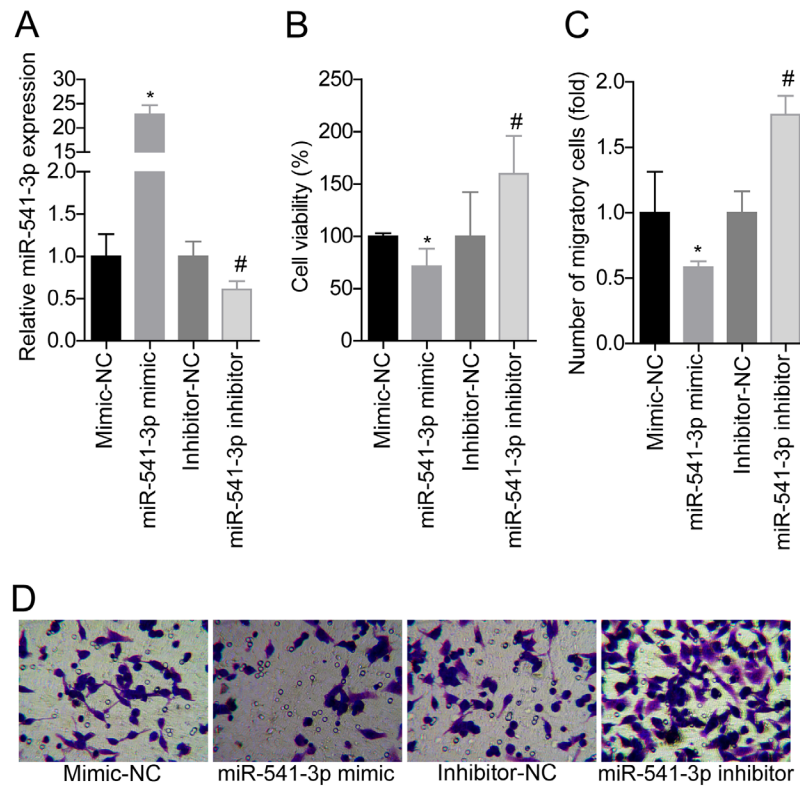 A
Relative miR-541-3p expression
30
25
20
15
2.0
1.5
1.0
0.5
0.0
*
#
Mimic-NC
miR-541-3p mimic
Inhibitor-NC
miR-541-3p inhibitor
B
Cell viability (%)
250
200
150
100
50
0
*
#
Mimic-NC
miR-541-3p mimic
Inhibitor-NC
miR-541-3p inhibitor
C
Number of migratory cells (fold)
2.0
1.5
1.0
0.5
0.0
*
#
Mimic-NC
miR-541-3p mimic
Inhibitor-NC
miR-541-3p inhibitor
D
Mimic-NC
miR-541-3p mimic
Inhibitor-NC
miR-541-3p inhibitor